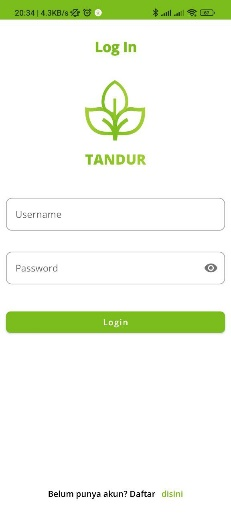 20:34 | 4.3KB/s
Log In
TANDUR
Username
Password
Login
Belum punya akun? Daftar disini